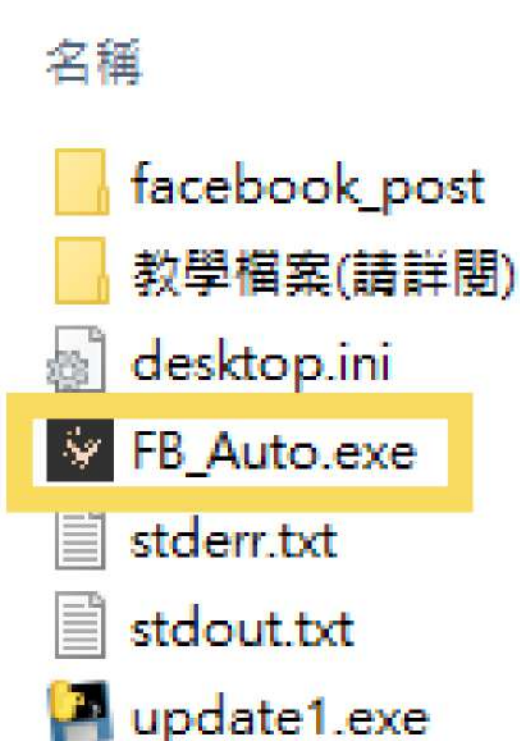 名稱
facebook_post
教學檔案(請詳閱)
desktop.ini
FB_Auto.exe
stderr.txt
stdout.txt
update1.exe